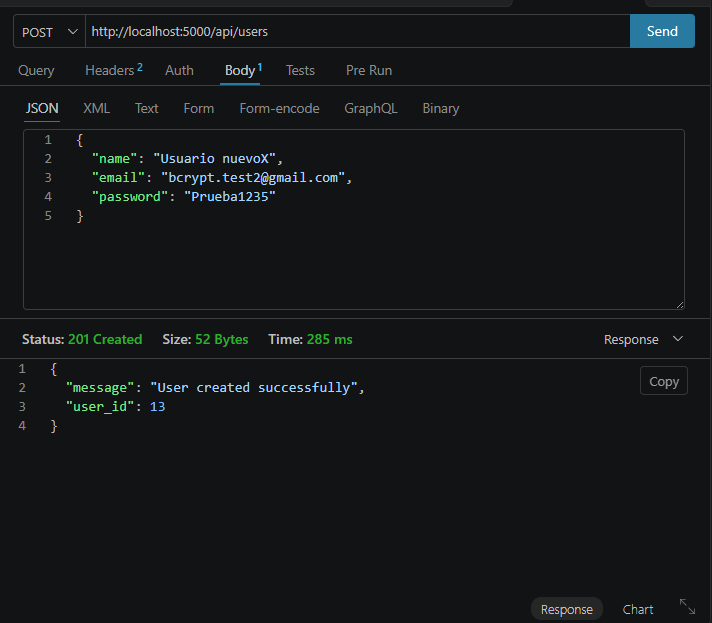 POST http://localhost:5000/api/users Send
Query Headers 2 Auth Body 1 Tests Pre Run
JSON XML Text Form Form-encode GraphQL Binary
1 {
2 "name": "Usuario nuevoX",
3 "email": "bcrypt.test2@gmail.com",
4 "password": "Prueba1235"
5 }
Status: 201 Created Size: 52 Bytes Time: 285 ms Response
1 {
2 "message": "User created successfully",
3 "user_id": 13
4 }
Copy
Response Chart